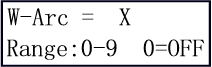 W-Arc = X
Range:0-9 0=OFF